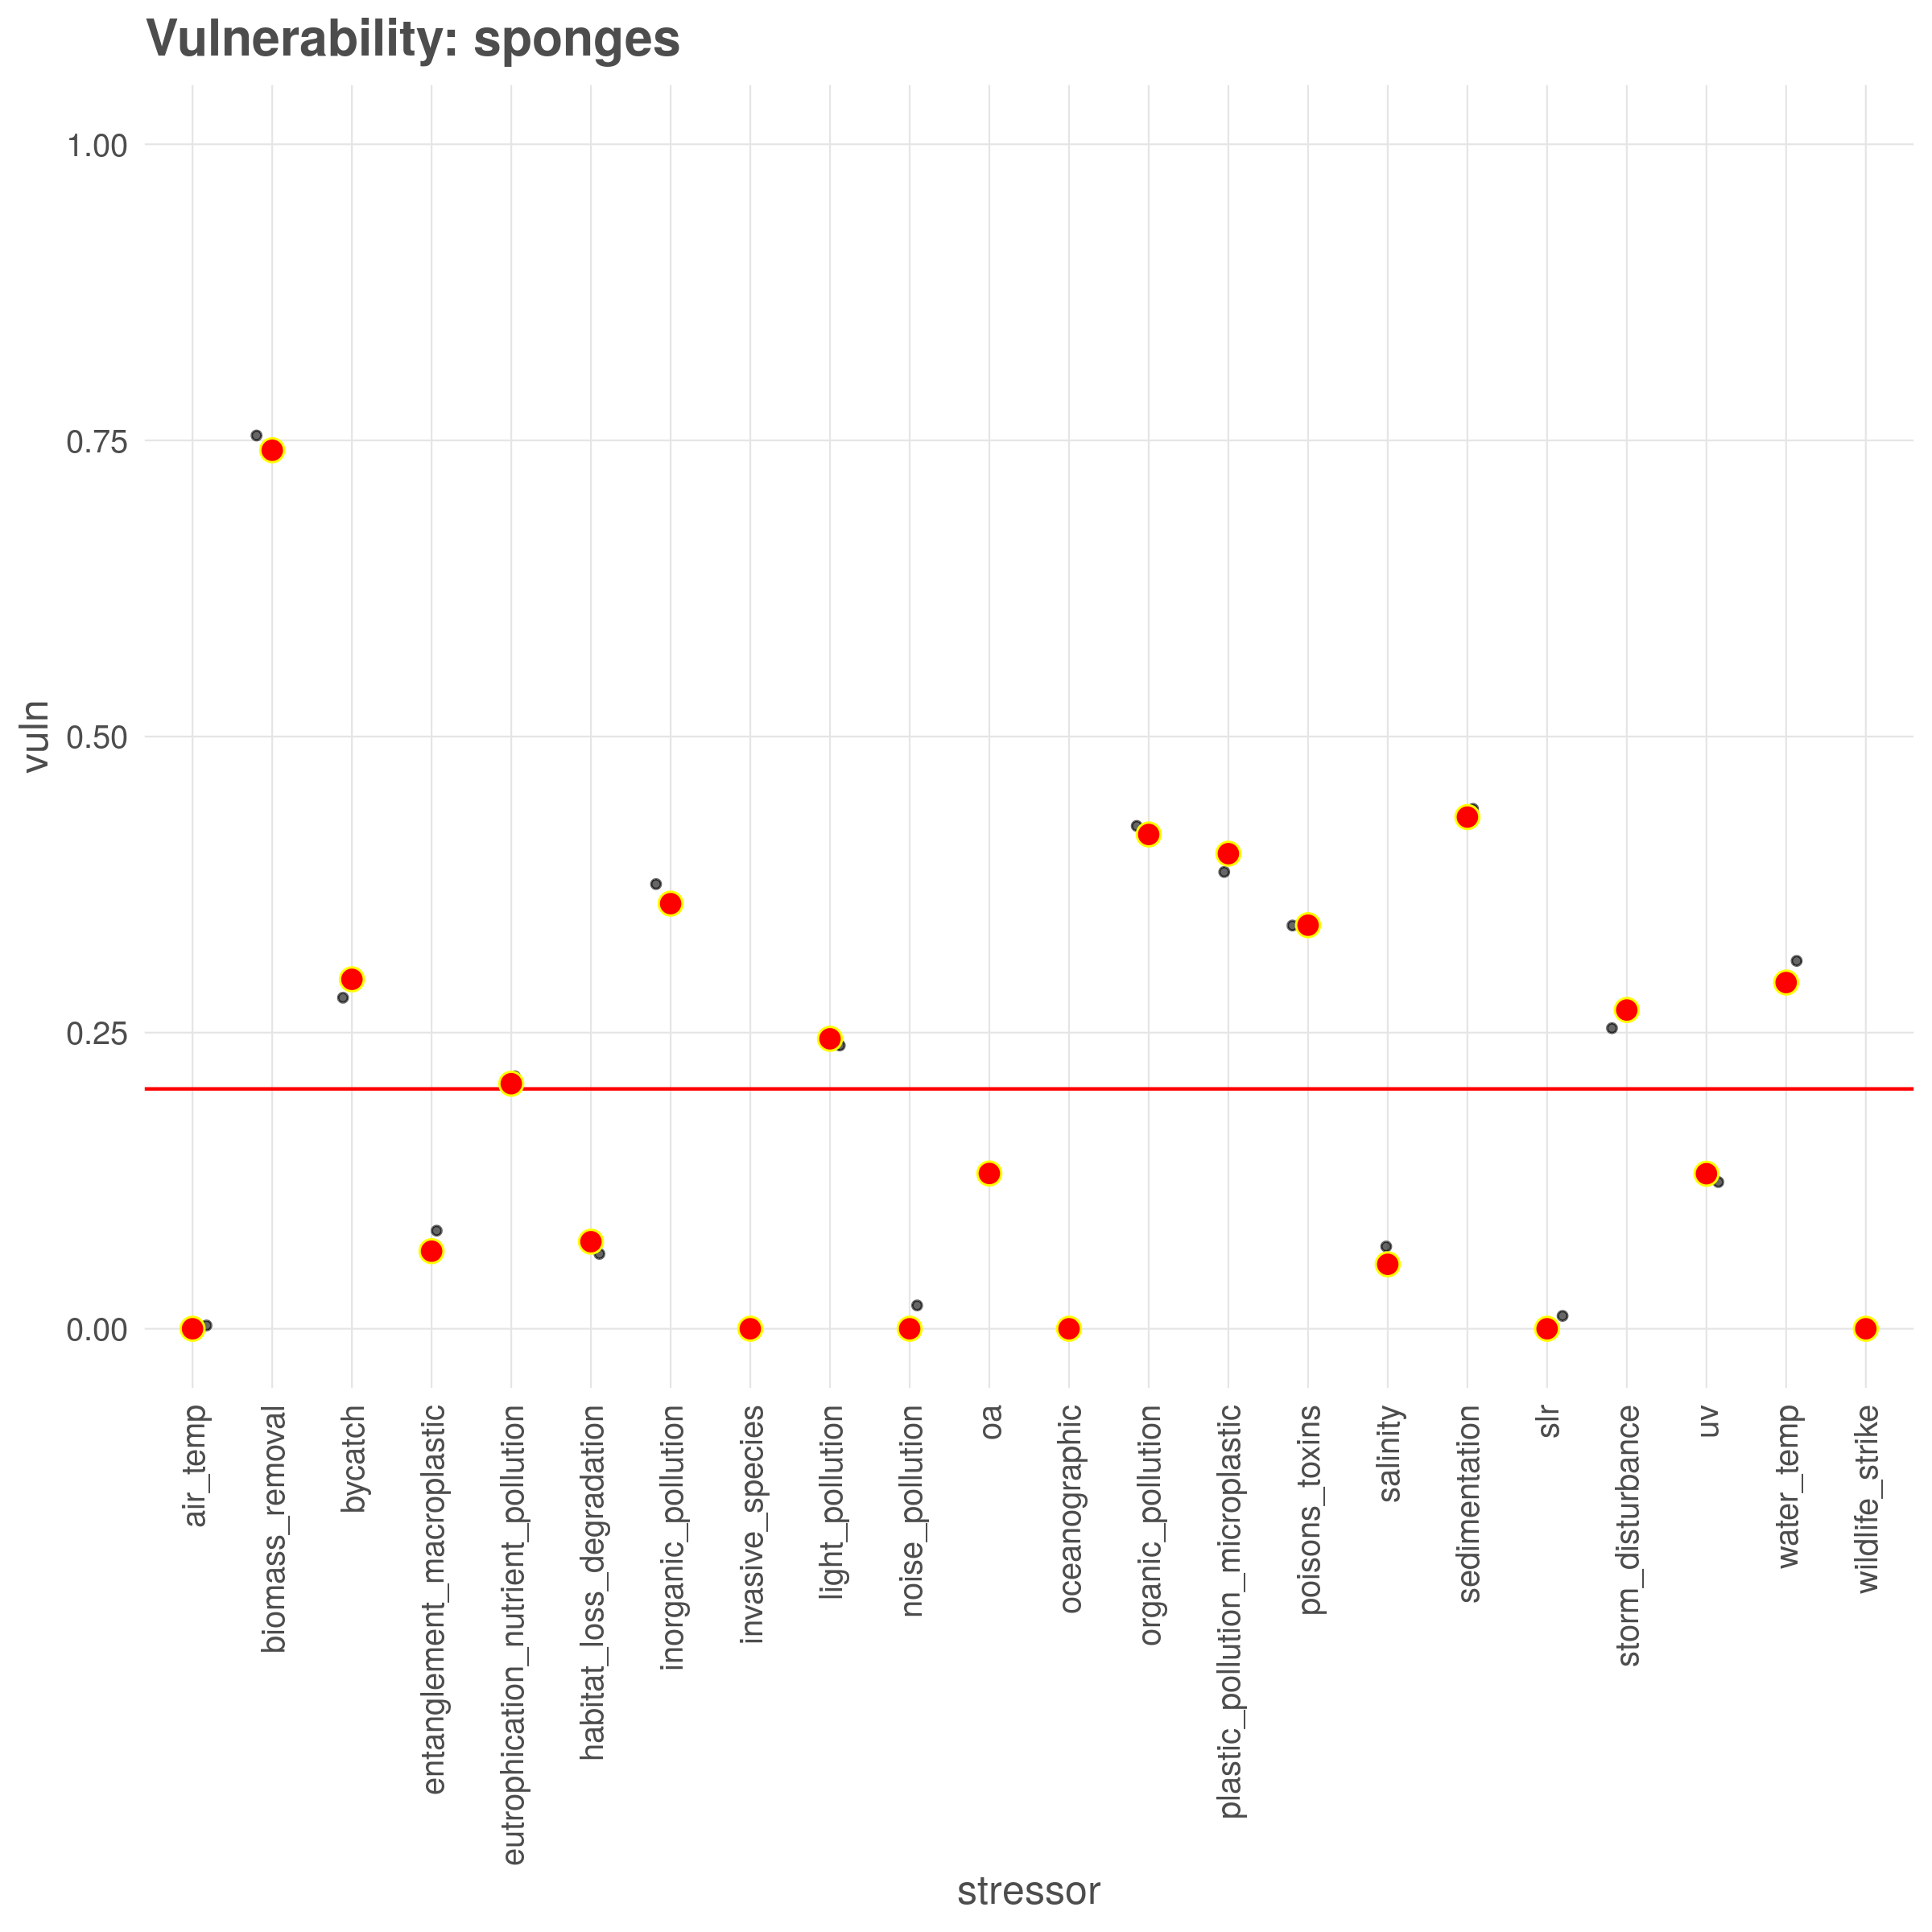 Vulnerability: sponges
vuln
1.00
0.75
0.50
0.25
0.00
air_temp
biomass_removal
bycatch
entanglement_macroplastic
eutrophication_nutrient_pollution
habitat_loss_degradation
inorganic_pollution
invasive_species
light_pollution
noise_pollution
oa
oceanographic
organic_pollution
plastic_pollution_microplastic
poisons_toxins
salinity
sedimentation
slr
storm_disturbance
uv
water_temp
wildlife_strike
stressor